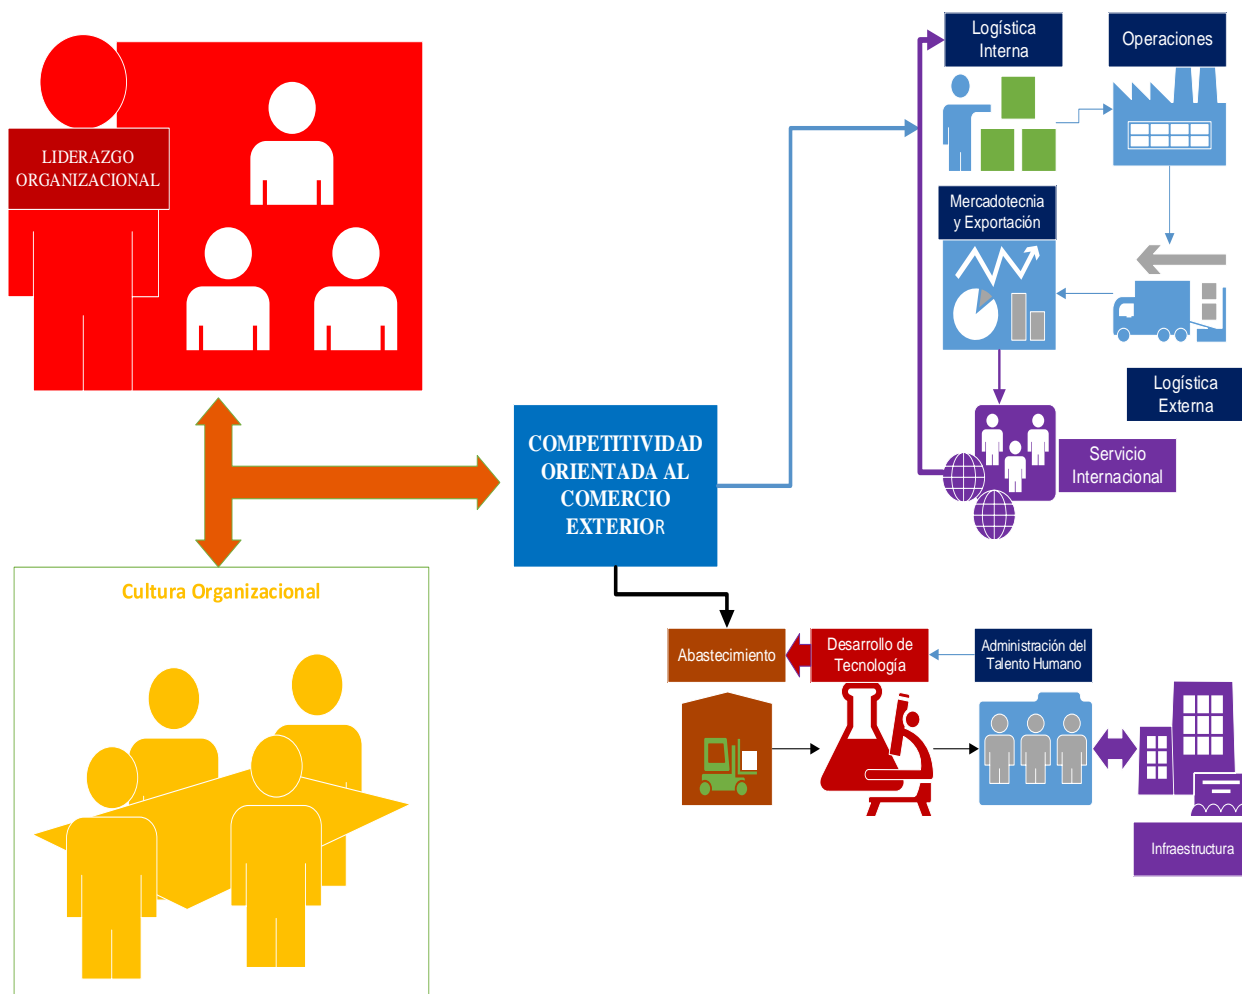 LIDERAZGO
ORGANIZACIONAL
Logística
Interna
Operaciones
Mercadotecnia
y Exportación
Logística
Externa
Servicio
Internacional
COMPETITIVIDAD
ORIENTADA AL
COMERCIO
EXTERIOR
Cultura Organizacional
Abastecimiento
Desarrollo de
Tecnología
Administración del
Talento Humano
Infraestructura